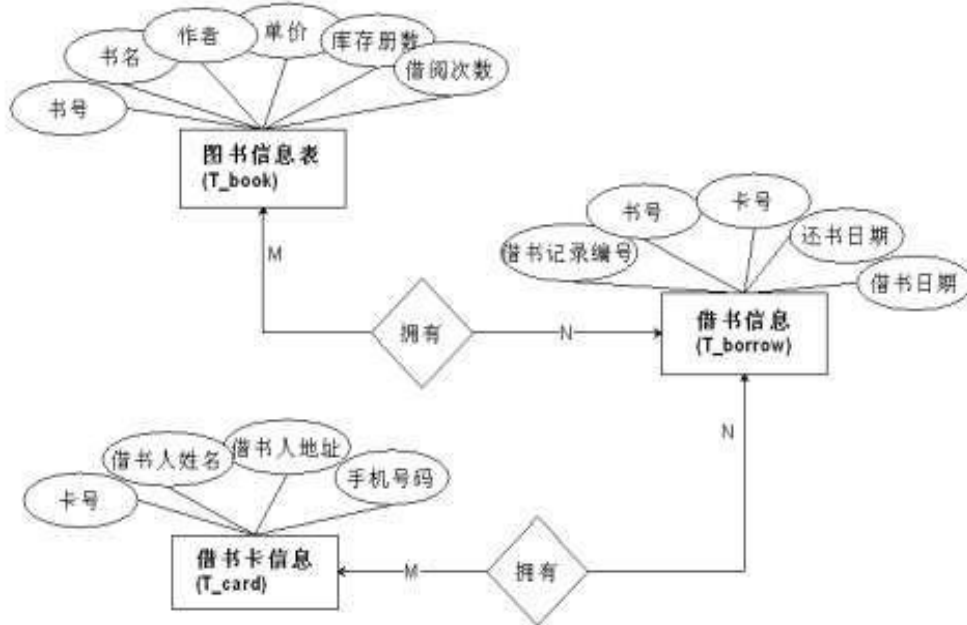 书号
书名
作者
单价
库存册数
借阅次数
图书信息表
(T_book)
M
拥有
N
借书记录编号
书号
卡号
还书日期
借书日期
借书信息
(T_borrow)
N
卡号
借书人姓名
借书人地址
手机号码
借书卡信息
(T_card)
M
拥有